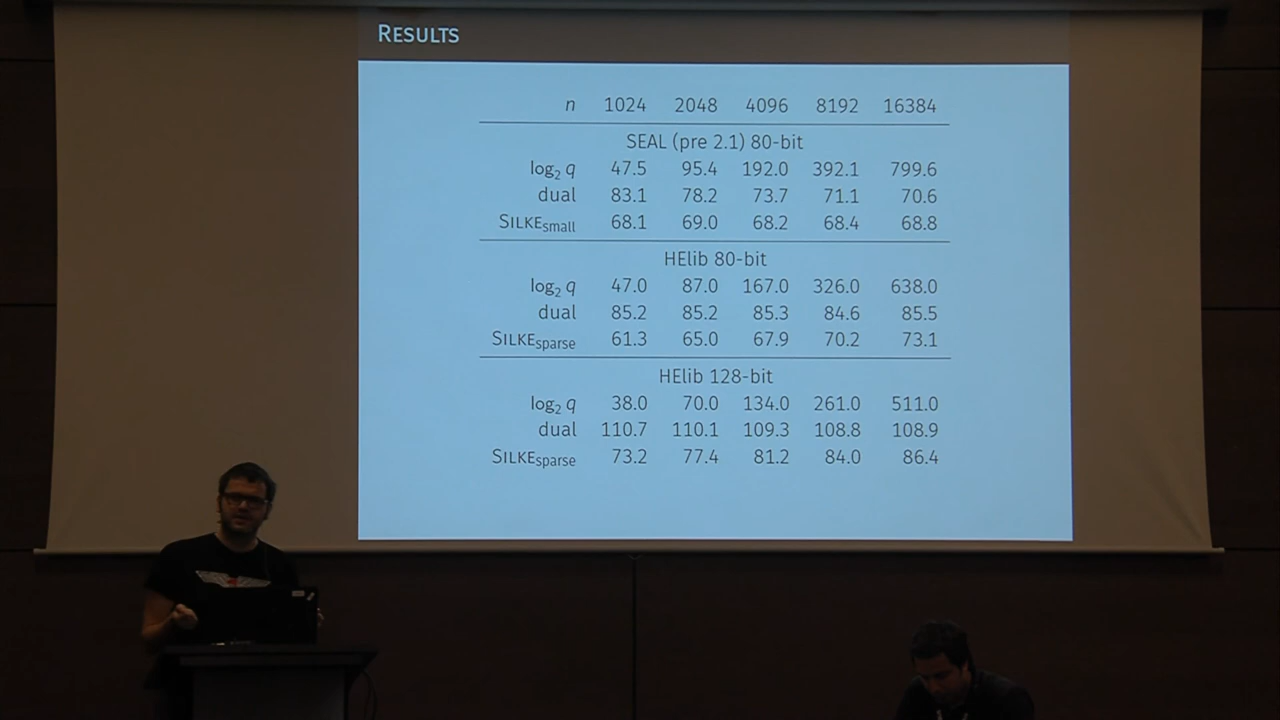 RESULTS
n 1024 2048 4096 8192 16384
SEAL (pre 2.1) 80-bit
log₂ q 47.5 95.4 192.0 392.1 799.6
dual 83.1 78.2 73.7 71.1 70.6
SILKEsmall 68.1 69.0 68.2 68.4 68.8
HElib 80-bit
log₂ q 47.0 87.0 167.0 326.0 638.0
dual 85.2 85.2 85.3 84.6 85.5
SILKEsparse 61.3 65.0 67.9 70.2 73.1
HElib 128-bit
log₂ q 38.0 70.0 134.0 261.0 511.0
dual 110.7 110.1 109.3 108.8 108.9
SILKEsparse 73.2 77.4 81.2 84.0 86.4